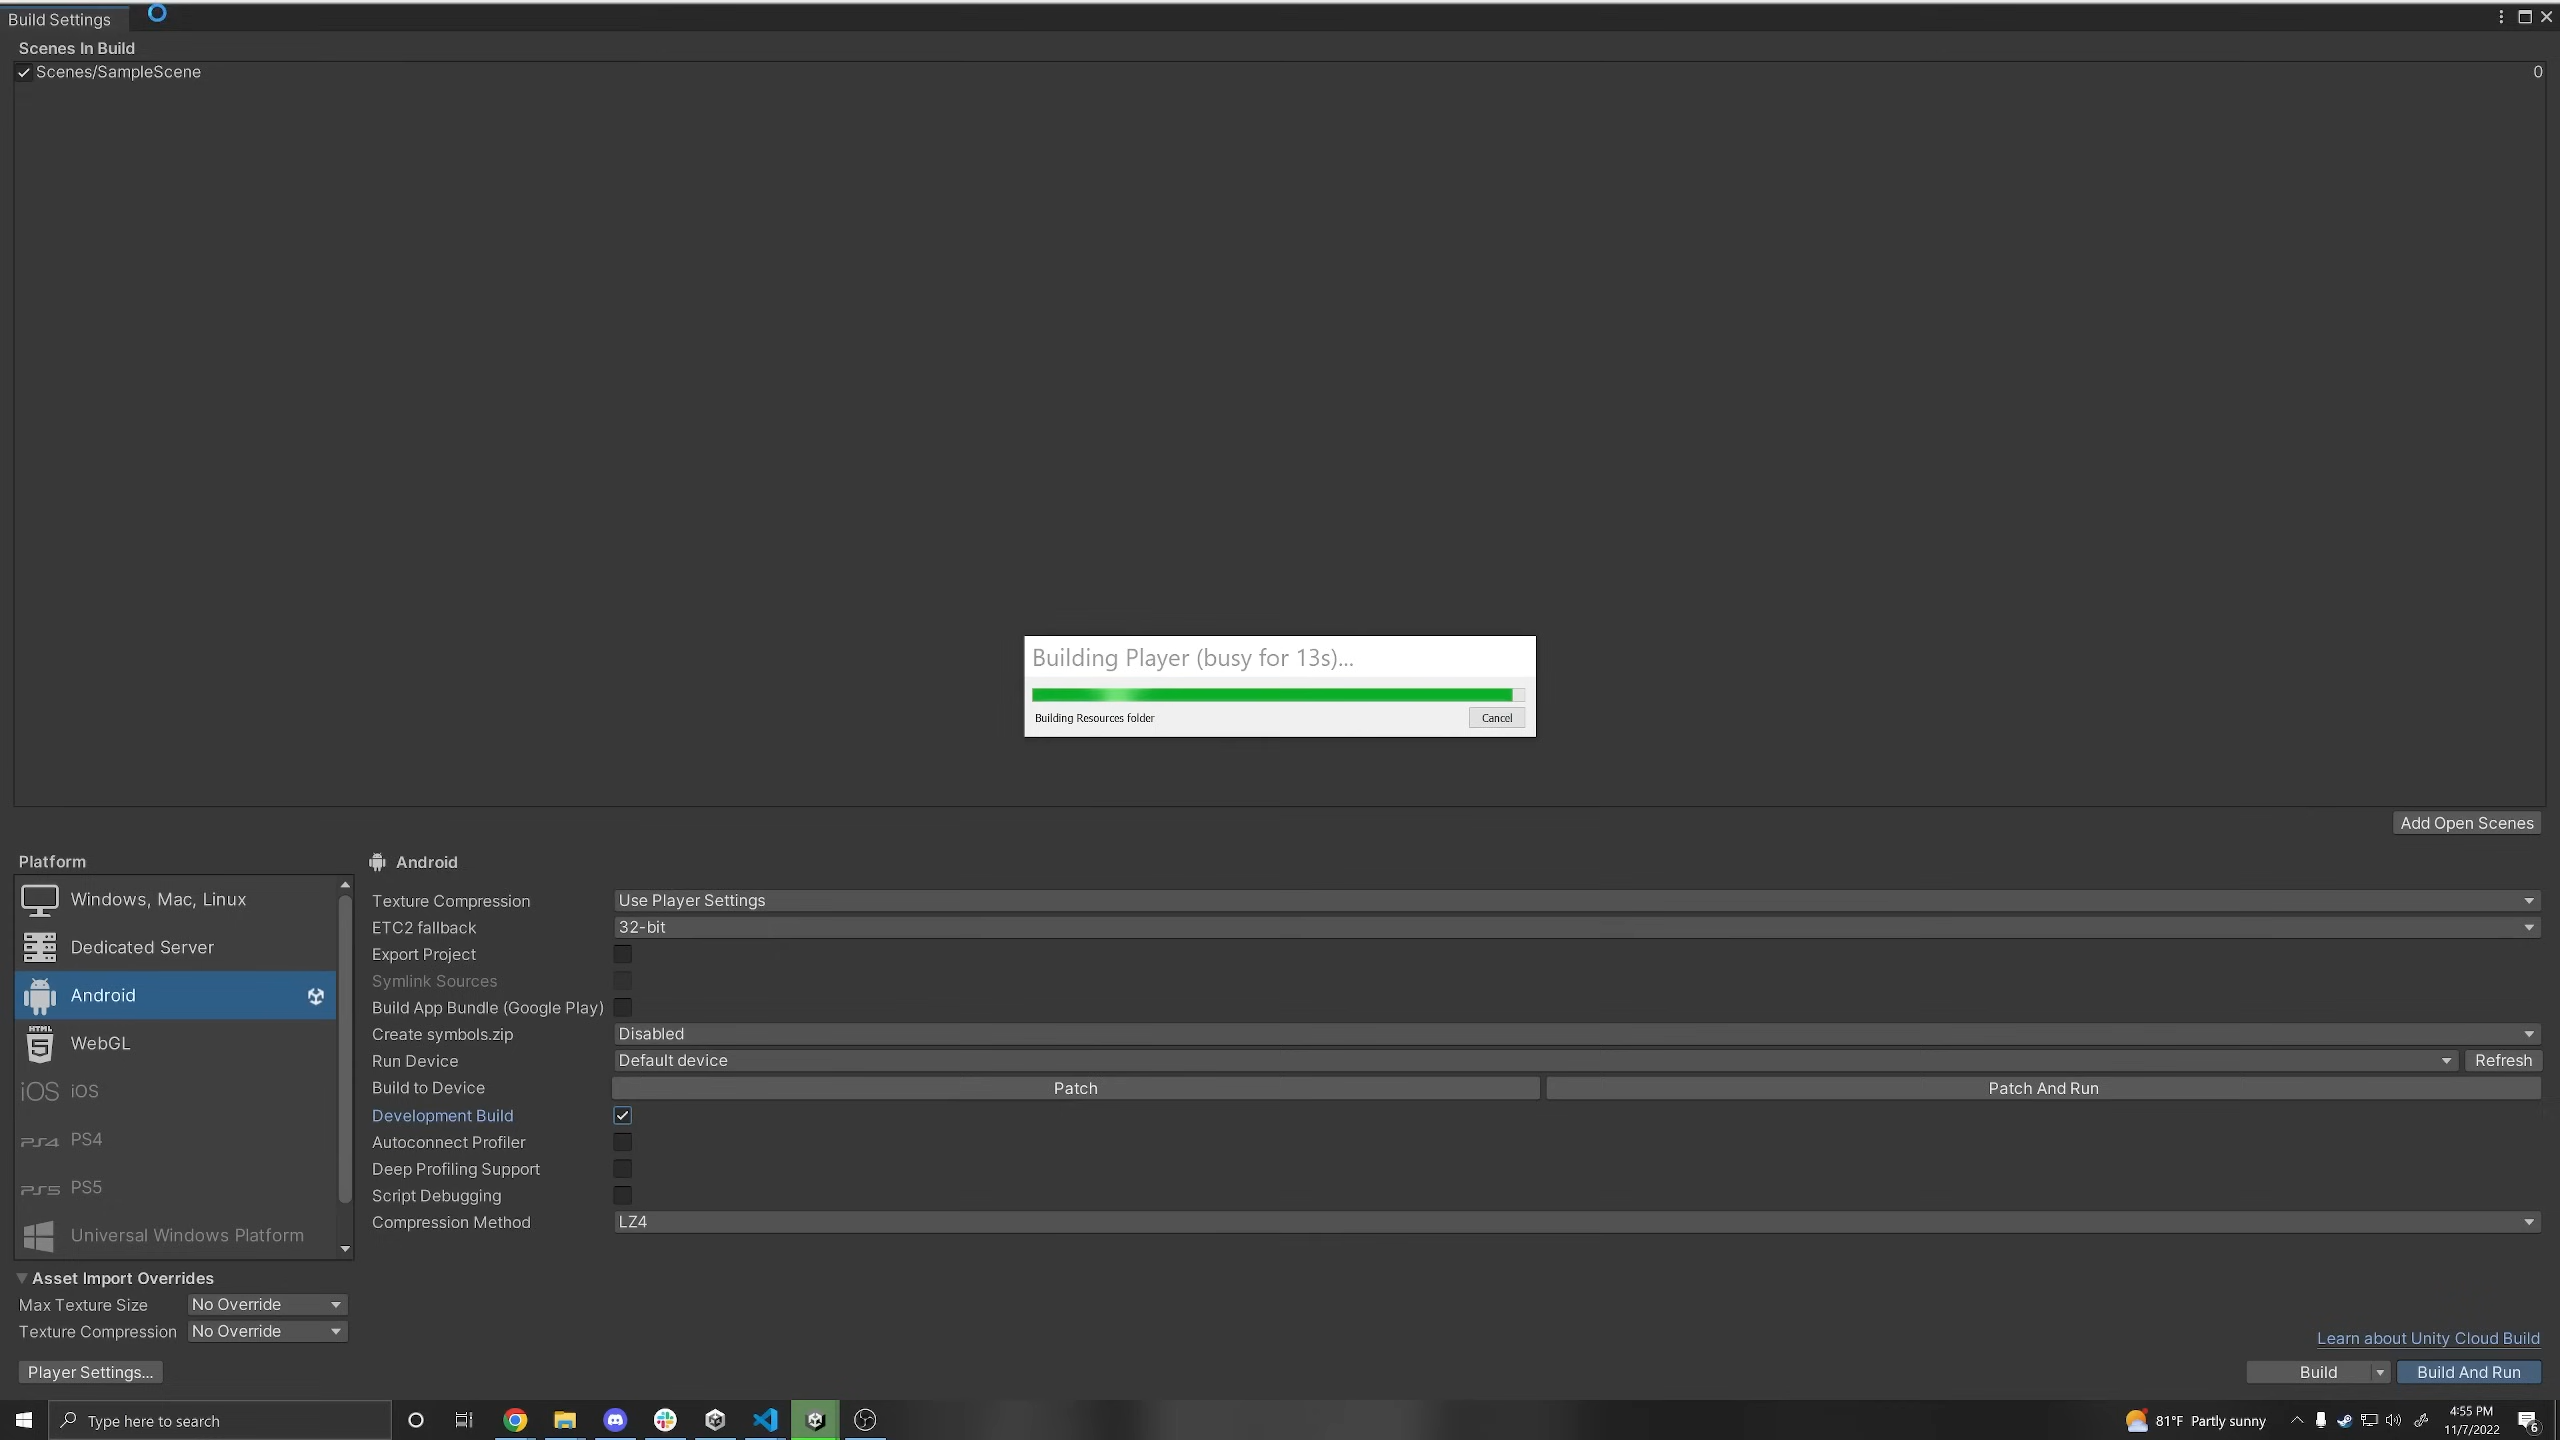 Build Settings
Scenes In Build
Scenes/SampleScene
0
Building Player (busy for 13s)...
Building Resources folder
Cancel
Add Open Scenes
Platform
Windows, Mac, Linux
Dedicated Server
Android
HTML 5 WebGL
iOS iOS
PS4 PS4
PS5 PS5
Universal Windows Platform
Android
Texture Compression Use Player Settings
ETC2 fallback 32-bit
Export Project
Symlink Sources
Build App Bundle (Google Play)
Create symbols.zip Disabled
Run Device Default device Refresh
Build to Device Patch Patch And Run
Development Build
Autoconnect Profiler
Deep Profiling Support
Script Debugging
Compression Method LZ4
Asset Import Overrides
Max Texture Size No Override
Texture Compression No Override
Learn about Unity Cloud Build
Player Settings...
Build Build And Run
Type here to search
81°F Partly sunny
4:55 PM
11/7/2022
6